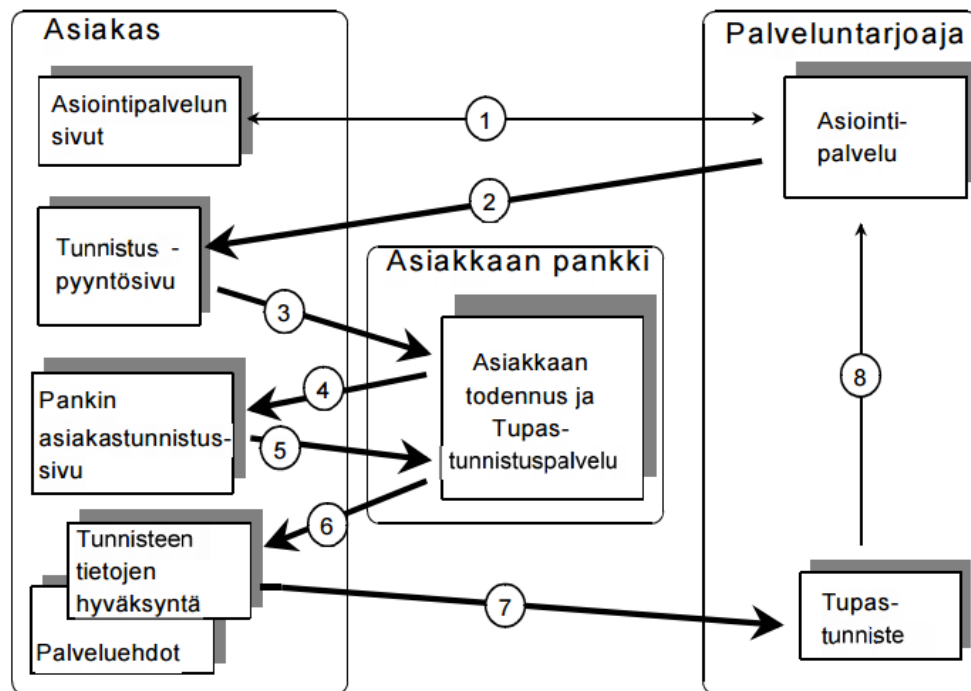 Asiakas
Palveluntarjoaja
Asiointipalvelun
sivut
1
Asiointi-
palvelu
2
Tunnistus -
pyyntösivu
Asiakkaan pankki
3
Asiakkaan
todennus ja
Tupas-
tunnistuspalvelu
4
8
Pankin
asiakastunnistus-
sivu
5
6
Tunnisteen
tietojen
hyväksyntä
7
Tupas-
tunniste
Palveluehdot